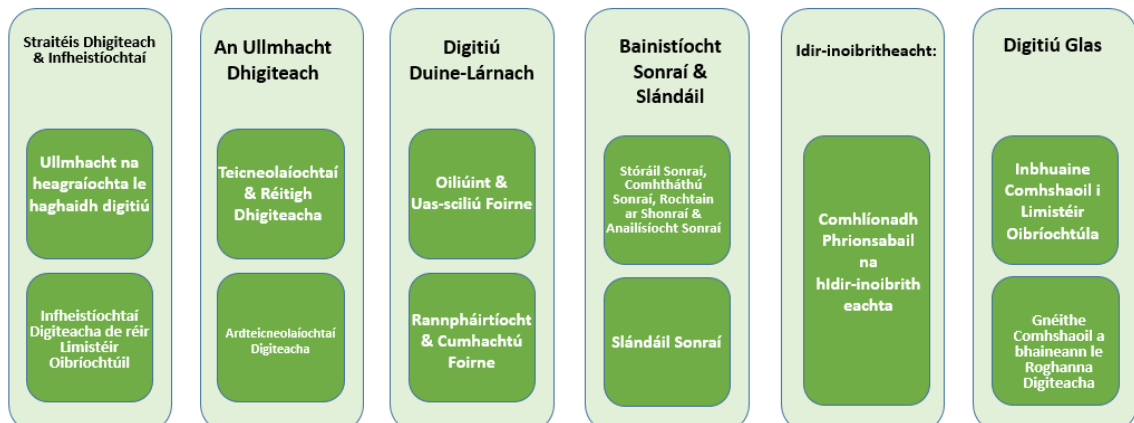 Straitéis Dhigiteach
& Infheistíochtaí
Ullmhacht na
heagraíochta le
haghaidh digitiú
Infheistíochtaí
Digiteacha de réir
Limistéir
Oibríochtúil
An Ullmhacht
Dhigiteach
Teicneolaíochtaí
& Réitigh
Dhigiteacha
Ardteicneolaíochtaí
Digiteacha
Digitiú
Duine-Lárnach
Oiliúint &
Uas-sciliú Foirne
Rannpháirtíocht
& Cumhachtú
Foirne
Bainistíocht
Sonraí &
Slándáil
Stóráil Sonraí,
Comhtháthú
Sonraí, Rochtain
ar Shonraí &
Anailísíocht Sonraí
Slándáil Sonraí
Idir-inoibritheacht:
Comhlíonadh
Phrionsabail
na
hIdir-inoibrith
eachta
Digitiú Glas
Inbhuaine
Comhshaoil i
Limistéir
Oibríochtúla
Gnéithe
Comhshaoil a
bhaineann le
Roghanna
Digiteacha